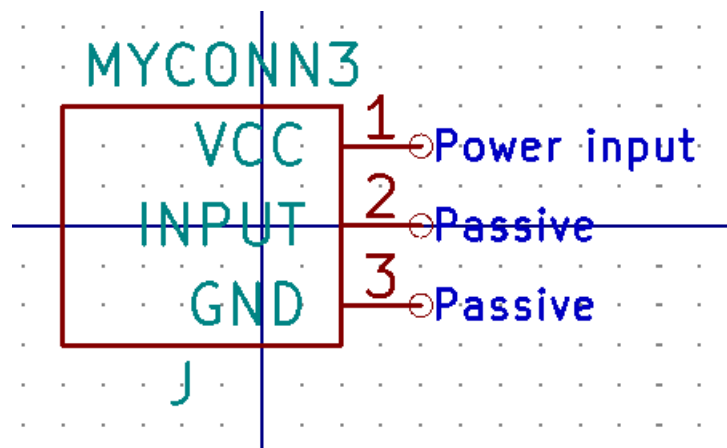 MYCONN3
VCC 1 Power input
INPUT 2 Passive
GND 3 Passive
J